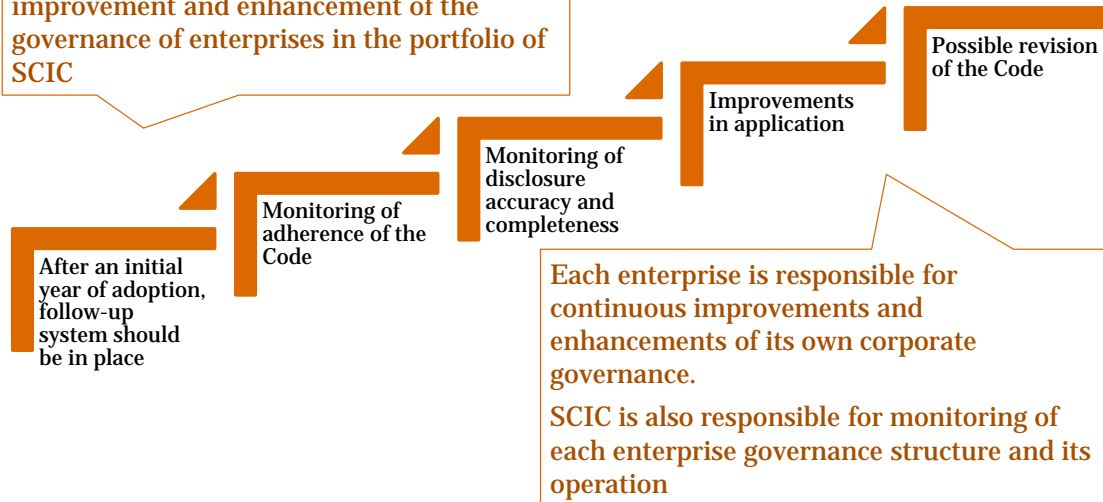 improvement and enhancement of the
governance of enterprises in the portfolio of
SCIC
After an initial
year of adoption,
follow-up
system should
be in place
Monitoring of
adherence of the
Code
Monitoring of
disclosure
accuracy and
completeness
Improvements
in application
Possible revision
of the Code
Each enterprise is responsible for
continuous improvements and
enhancements of its own corporate
governance.
SCIC is also responsible for monitoring of
each enterprise governance structure and its
operation